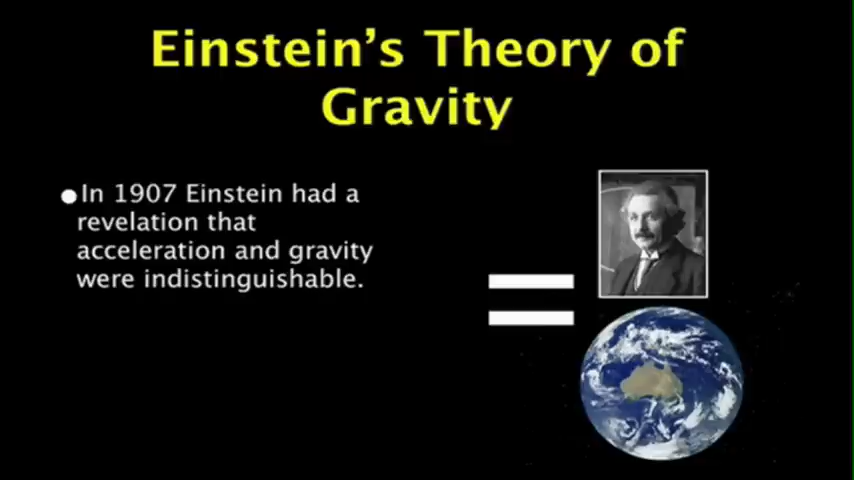 Einstein's Theory of
Gravity
In 1907 Einstein had a
revelation that
acceleration and gravity
were indistinguishable.